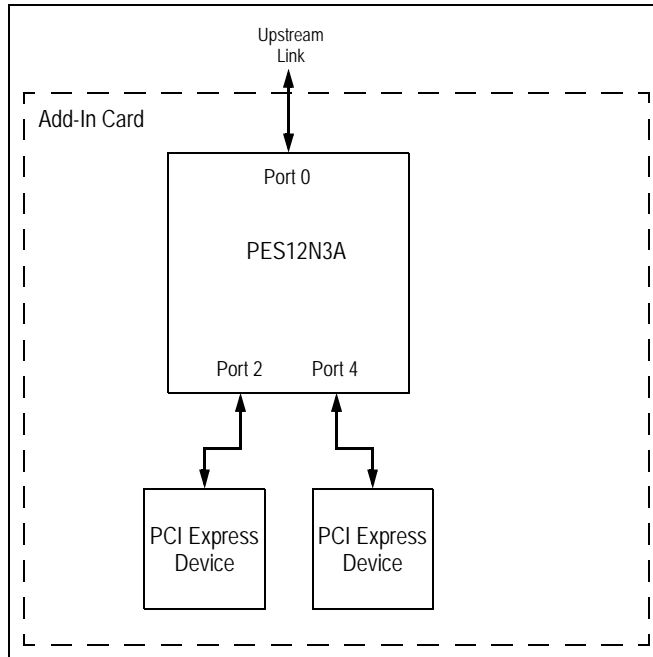 Upstream
Link
Add-In Card
Port 0
PES12N3A
Port 2
Port 4
PCI Express
Device
PCI Express
Device